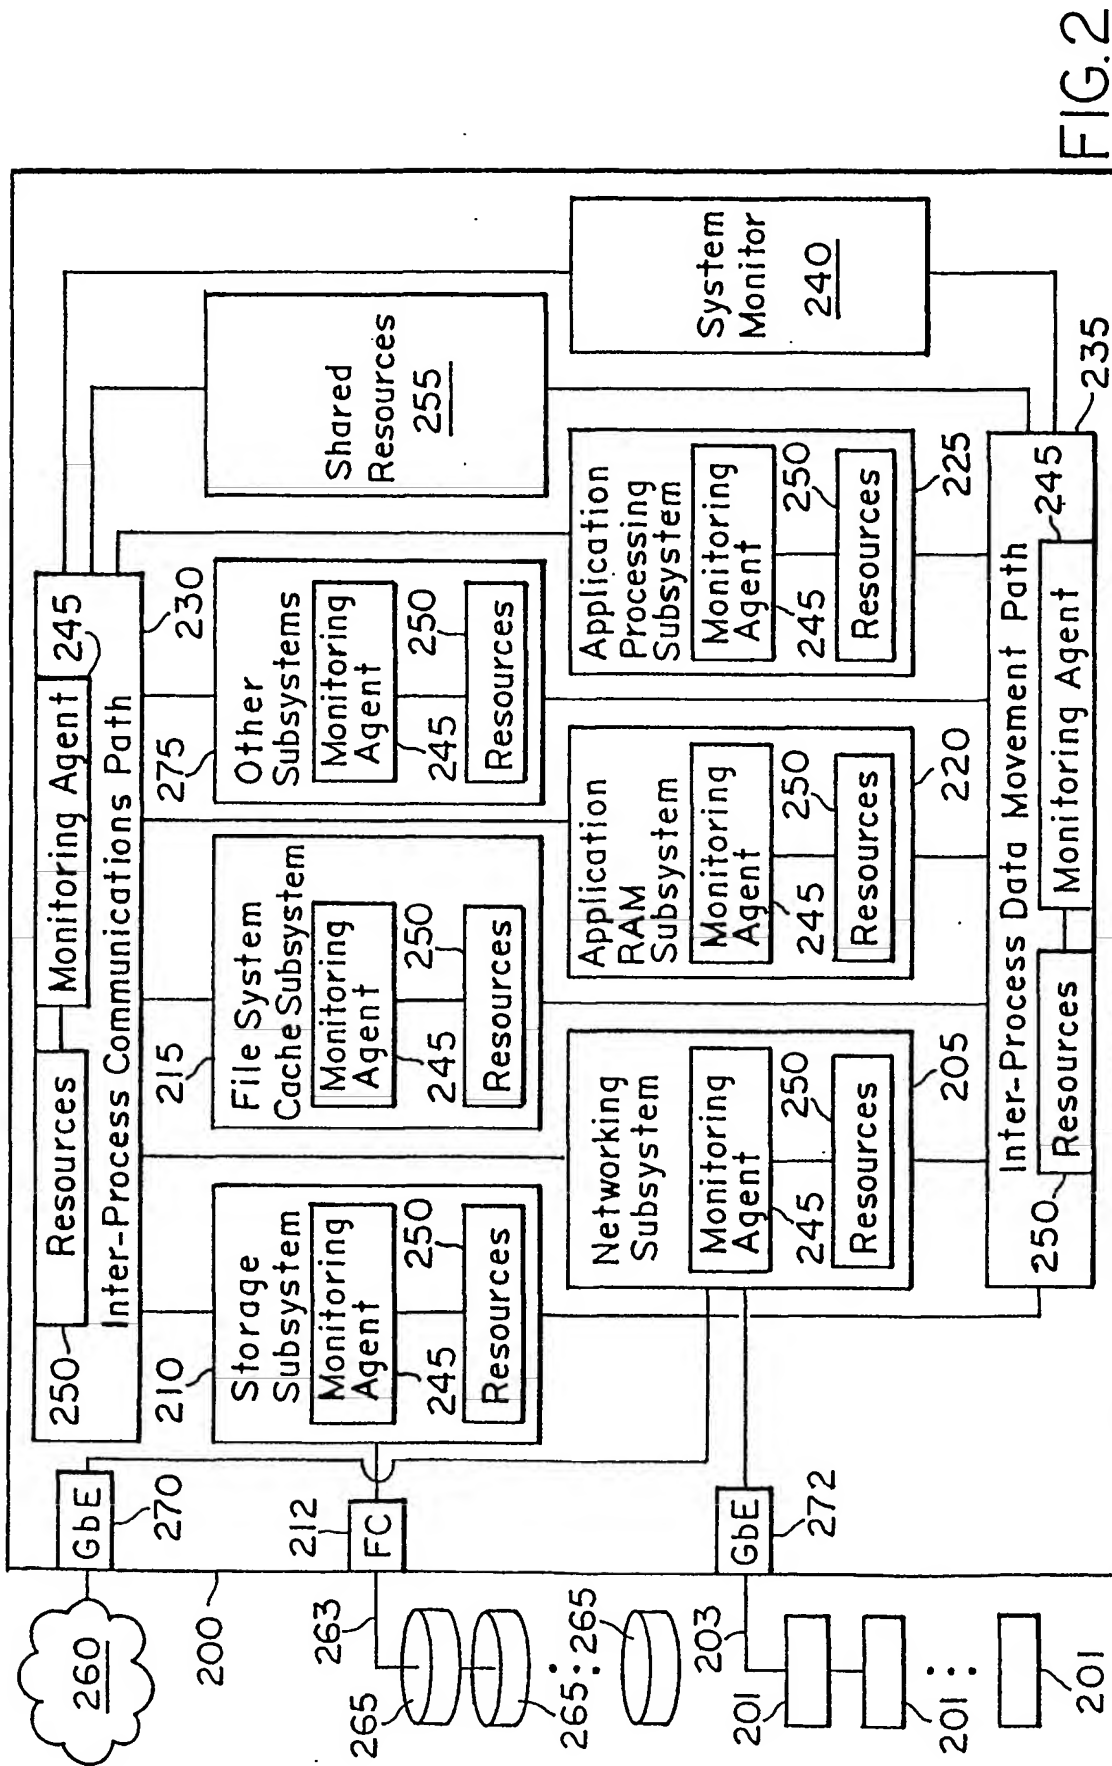 260
GbE
270
200
250
Resources
Monitoring Agent
245
Inter-Process Communications Path
230
263
212
FC
265
265
265
210
Storage
Subsystem
Monitoring
Agent
245
250
Resources
215
File System
Cache Subsystem
Monitoring
Agent
245
250
Resources
275
Other
Subsystems
Monitoring
Agent
245
250
Resources
Shared
Resources
255
203
GbE
272
201
201
201
Networking
Subsystem
Monitoring
Agent
245
250
Resources
205
Application
RAM
Subsystem
Monitoring
Agent
245
250
Resources
220
Application
Processing
Subsystem
Monitoring
Agent
245
250
Resources
225
System
Monitor
240
Inter-Process Data Movement Path
235
250
Resources
Monitoring Agent
245
FIG.2